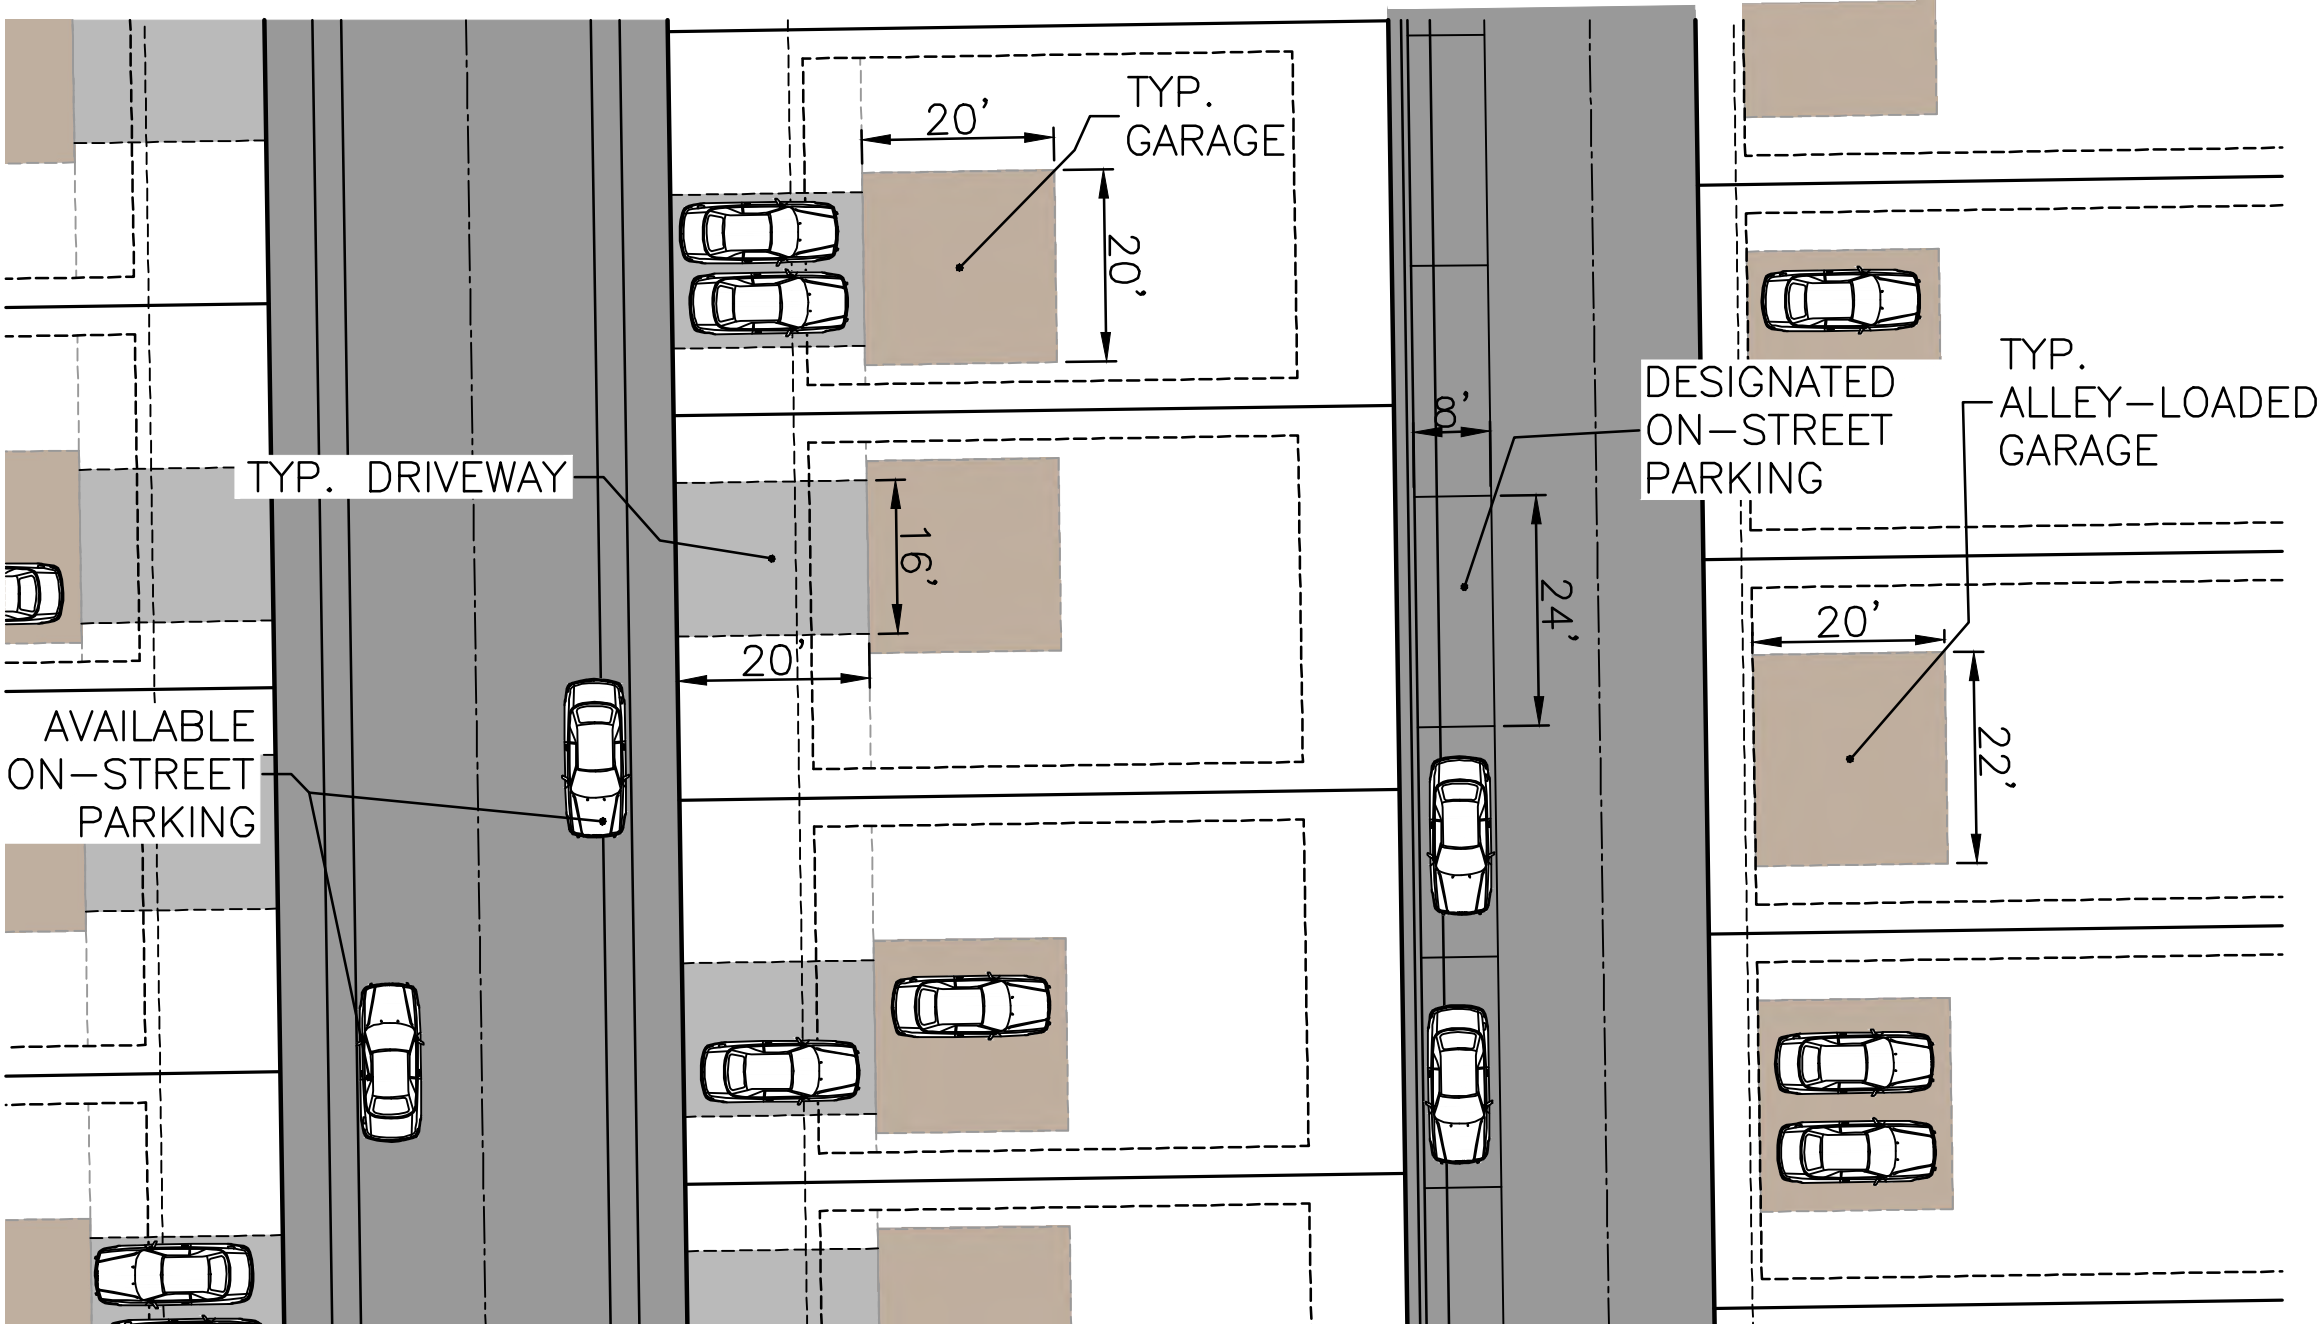 TYP.
GARAGE
20'
20'
DESIGNATED
ON-STREET
PARKING
8'
TYP.
ALLEY-LOADED
GARAGE
TYP. DRIVEWAY
16'
20'
24'
20'
22'
AVAILABLE
ON-STREET
PARKING